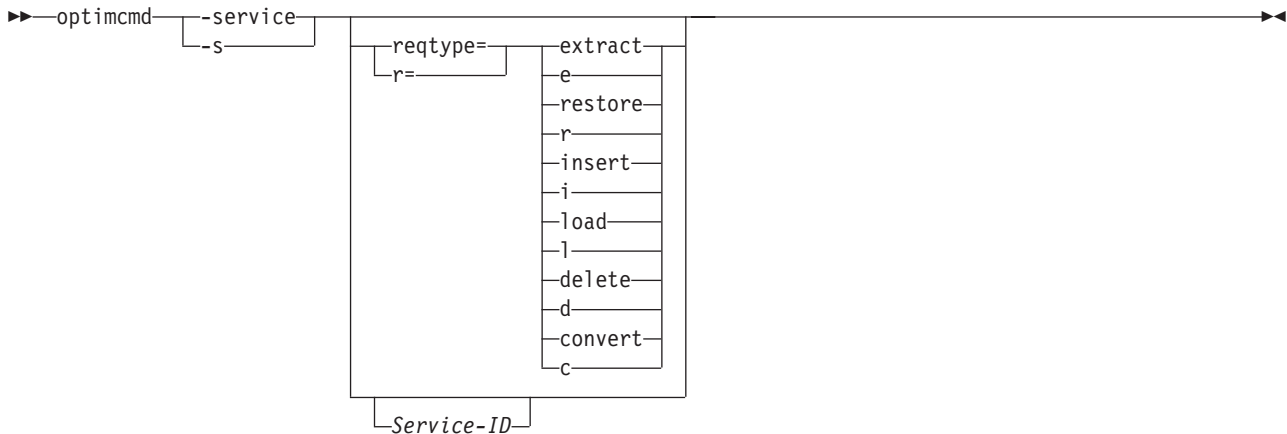 optimcmd -service
-s
reqtype= extract
r= e
restore
r
insert
i
load
l
delete
d
convert
c
Service-ID